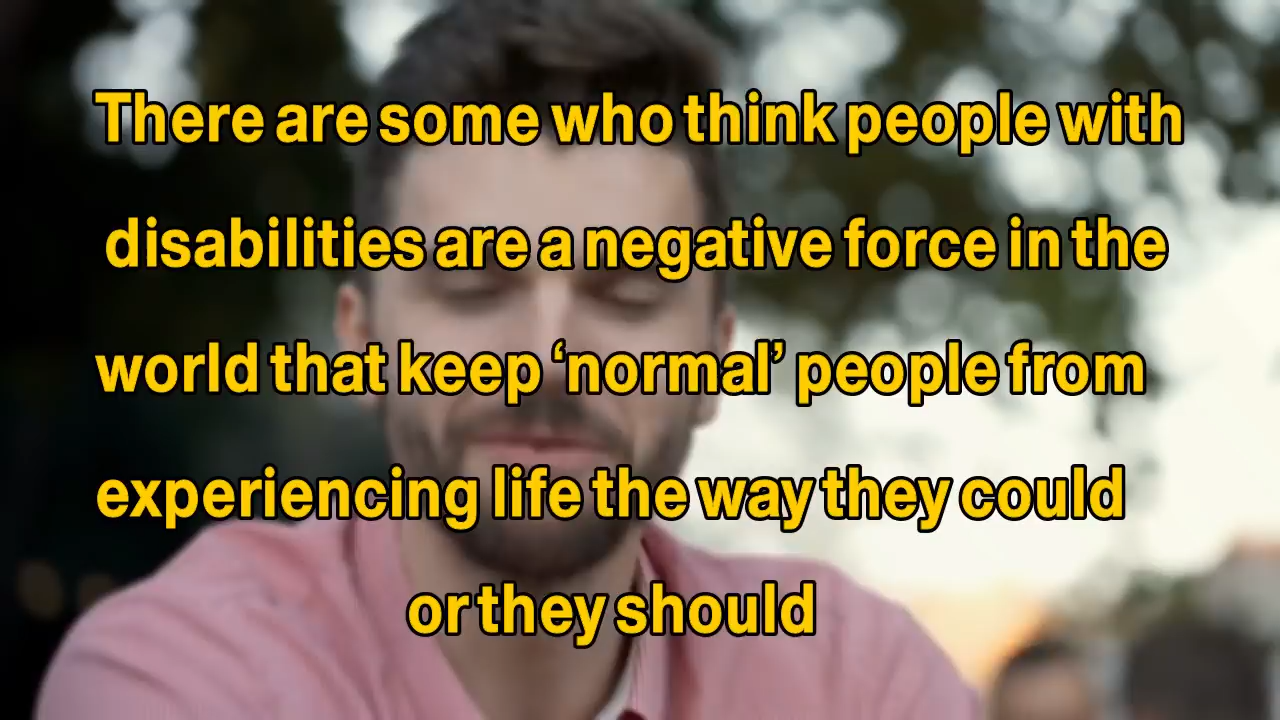 There are some who think people with
disabilities are a negative force in the
world that keep ‘normal’ people from
experiencing life the way they could
or they should